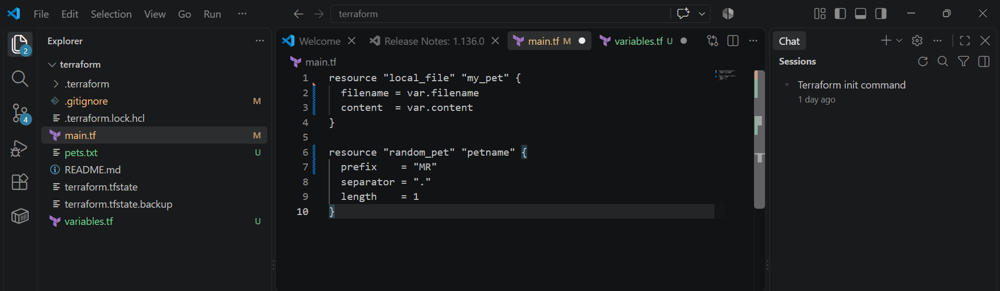 File Edit Selection View Go Run ···
terraform
Explorer
···
2
4
terraform
.terraform
.gitignore M
.terraform.lock.hcl
main.tf M
pets.txt U
README.md
terraform.tfstate
terraform.tfstate.backup
variables.tf U
Welcome
Release Notes: 1.136.0
main.tf M
variables.tf U
···
main.tf
1 resource "local_file" "my_pet" {
2 filename = var.filename
3 content  = var.content
4 }
5
6 resource "random_pet" "petname" {
7 prefix    = "MR"
8 separator = "."
9 length    = 1
10 }
Chat
···
Sessions
Terraform init command
1 day ago